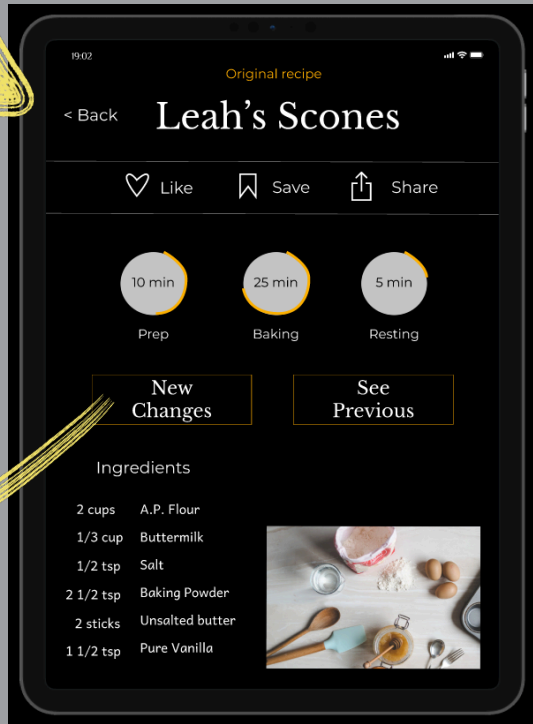 19:02
Original recipe
< Back
Leah's Scones
Like
Save
Share
10 min
25 min
5 min
Prep
Baking
Resting
New
Changes
See
Previous
Ingredients
2 cups A.P. Flour
1/3 cup Buttermilk
1/2 tsp Salt
2 1/2 tsp Baking Powder
2 sticks Unsalted butter
1 1/2 tsp Pure Vanilla